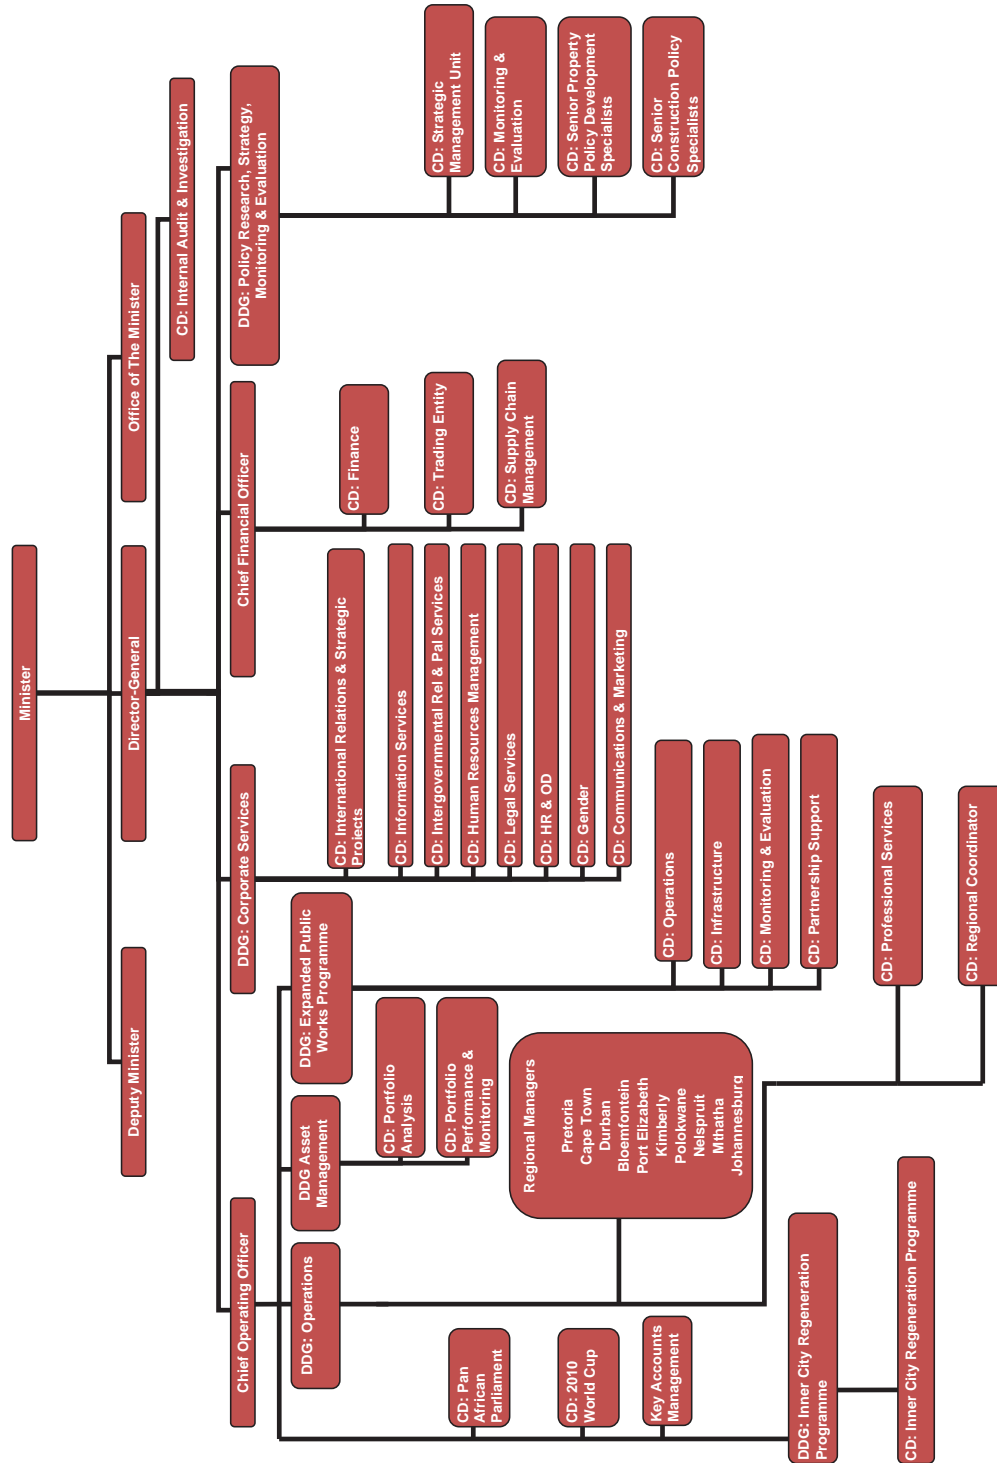 Minister
Deputy Minister
Director-General
Office of The Minister
CD: Internal Audit & Investigation
Chief Operating Officer
DDG: Corporate Services
Chief Financial Officer
DDG: Policy Research, Strategy,
Monitoring & Evaluation
DDG: Operations
DDG Asset
Management
DDG: Expanded Public
Works Programme
CD: Pan
African
Parliament
CD: 2010
World Cup
Key Accounts
Management
DDG: Inner City Regeneration
Programme
CD: Inner City Regeneration Programme
Regional Managers
Pretoria
Cape Town
Durban
Bloemfontein
Port Elizabeth
Kimberly
Polokwane
Nelspruit
Mthatha
Johannesburg
CD: Professional Services
CD: Regional Coordinator
CD: Portfolio
Analysis
CD: Portfolio
Performance &
Monitoring
CD: Operations
CD: Infrastructure
CD: Monitoring & Evaluation
CD: Partnership Support
CD: International Relations & Strategic
Projects
CD: Information Services
CD: Intergovernmental Rel & Pal Services
CD: Human Resources Management
CD: Legal Services
CD: HR & OD
CD: Gender
CD: Communications & Marketing
CD: Finance
CD: Trading Entity
CD: Supply Chain
Management
CD: Strategic
Management Unit
CD: Monitoring &
Evaluation
CD: Senior Property
Policy Development
Specialists
CD: Senior
Construction Policy
Specialists